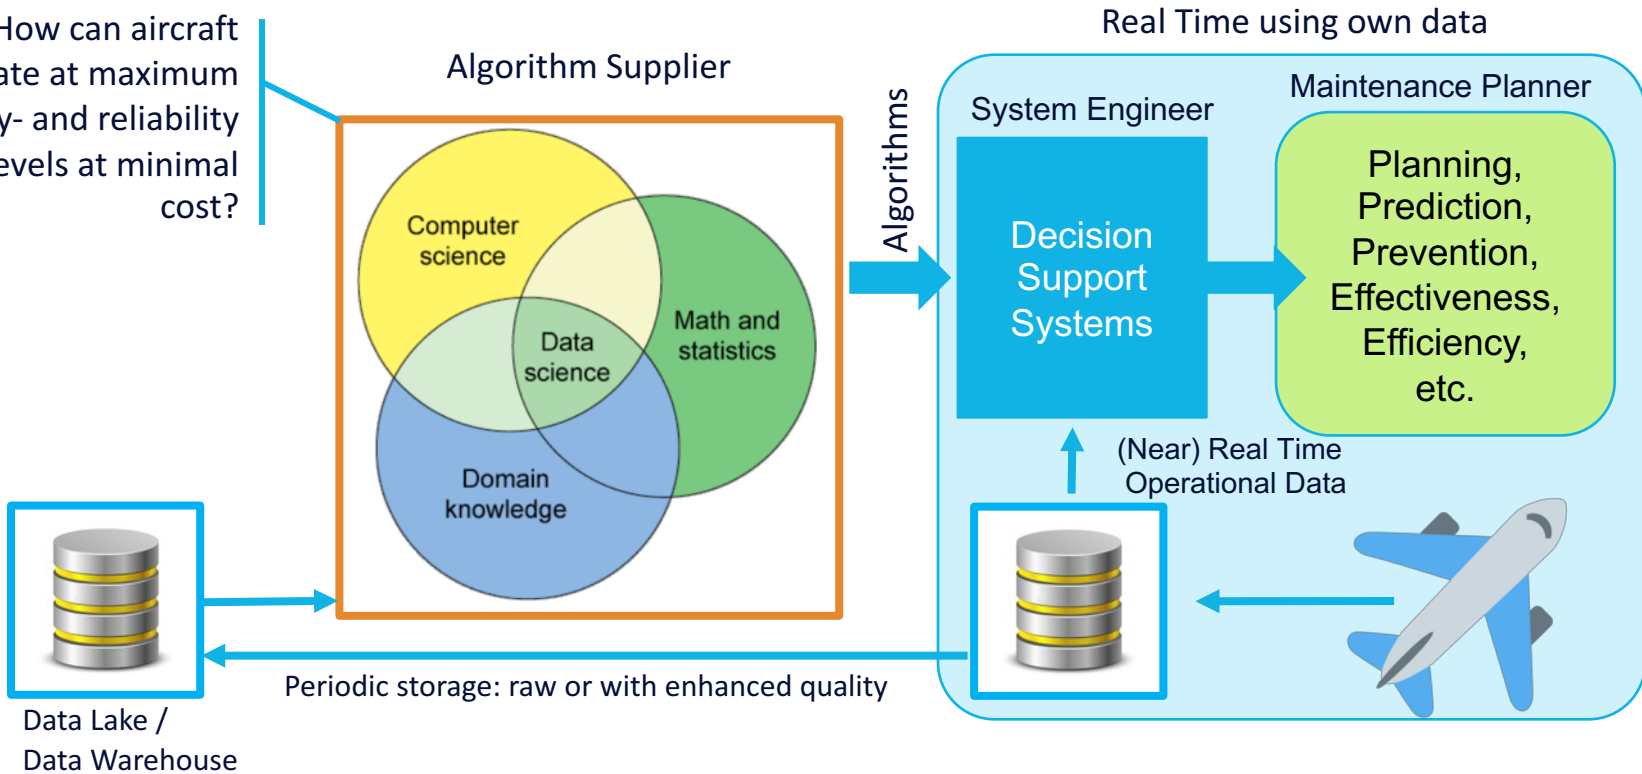 How can aircraft
ate at maximum
y- and reliability
evels at minimal
cost?
Algorithm Supplier
Computer
science
Math and
statistics
Data
science
Domain
knowledge
Algorithms
Real Time using own data
System Engineer
Maintenance Planner
Decision
Support
Systems
Planning,
Prediction,
Prevention,
Effectiveness,
Efficiency,
etc.
(Near) Real Time
Operational Data
Periodic storage: raw or with enhanced quality
Data Lake /
Data Warehouse